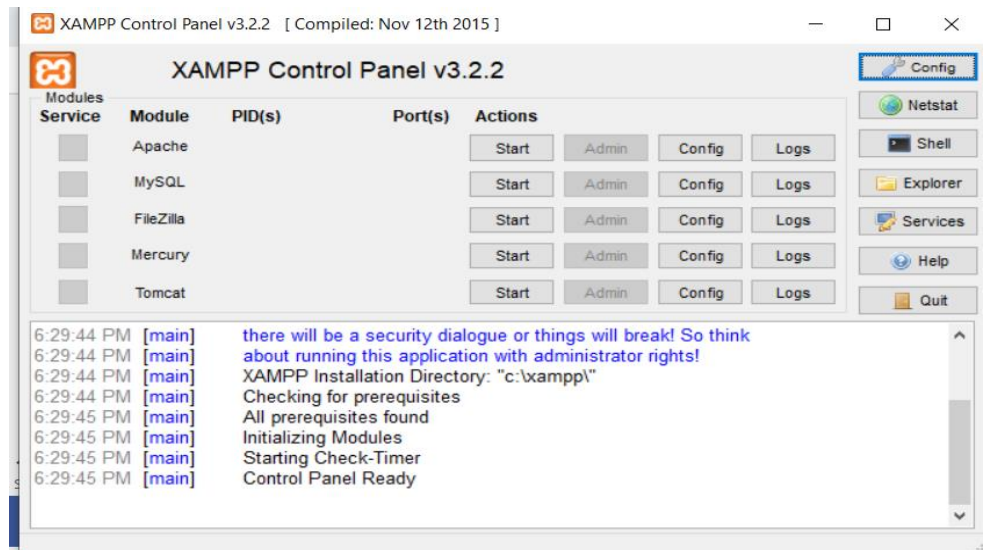 XAMPP Control Panel v3.2.2 [ Compiled: Nov 12th 2015 ]
XAMPP Control Panel v3.2.2
Config
Netstat
Shell
Explorer
Services
Help
Quit
Modules
Service Module PID(s) Port(s) Actions
Apache Start Admin Config Logs
MySQL Start Admin Config Logs
FileZilla Start Admin Config Logs
Mercury Start Admin Config Logs
Tomcat Start Admin Config Logs
6:29:44 PM [main] there will be a security dialogue or things will break! So think
6:29:44 PM [main] about running this application with administrator rights!
6:29:44 PM [main] XAMPP Installation Directory: "c:\xampp\"
6:29:44 PM [main] Checking for prerequisites
6:29:45 PM [main] All prerequisites found
6:29:45 PM [main] Initializing Modules
6:29:45 PM [main] Starting Check-Timer
6:29:45 PM [main] Control Panel Ready